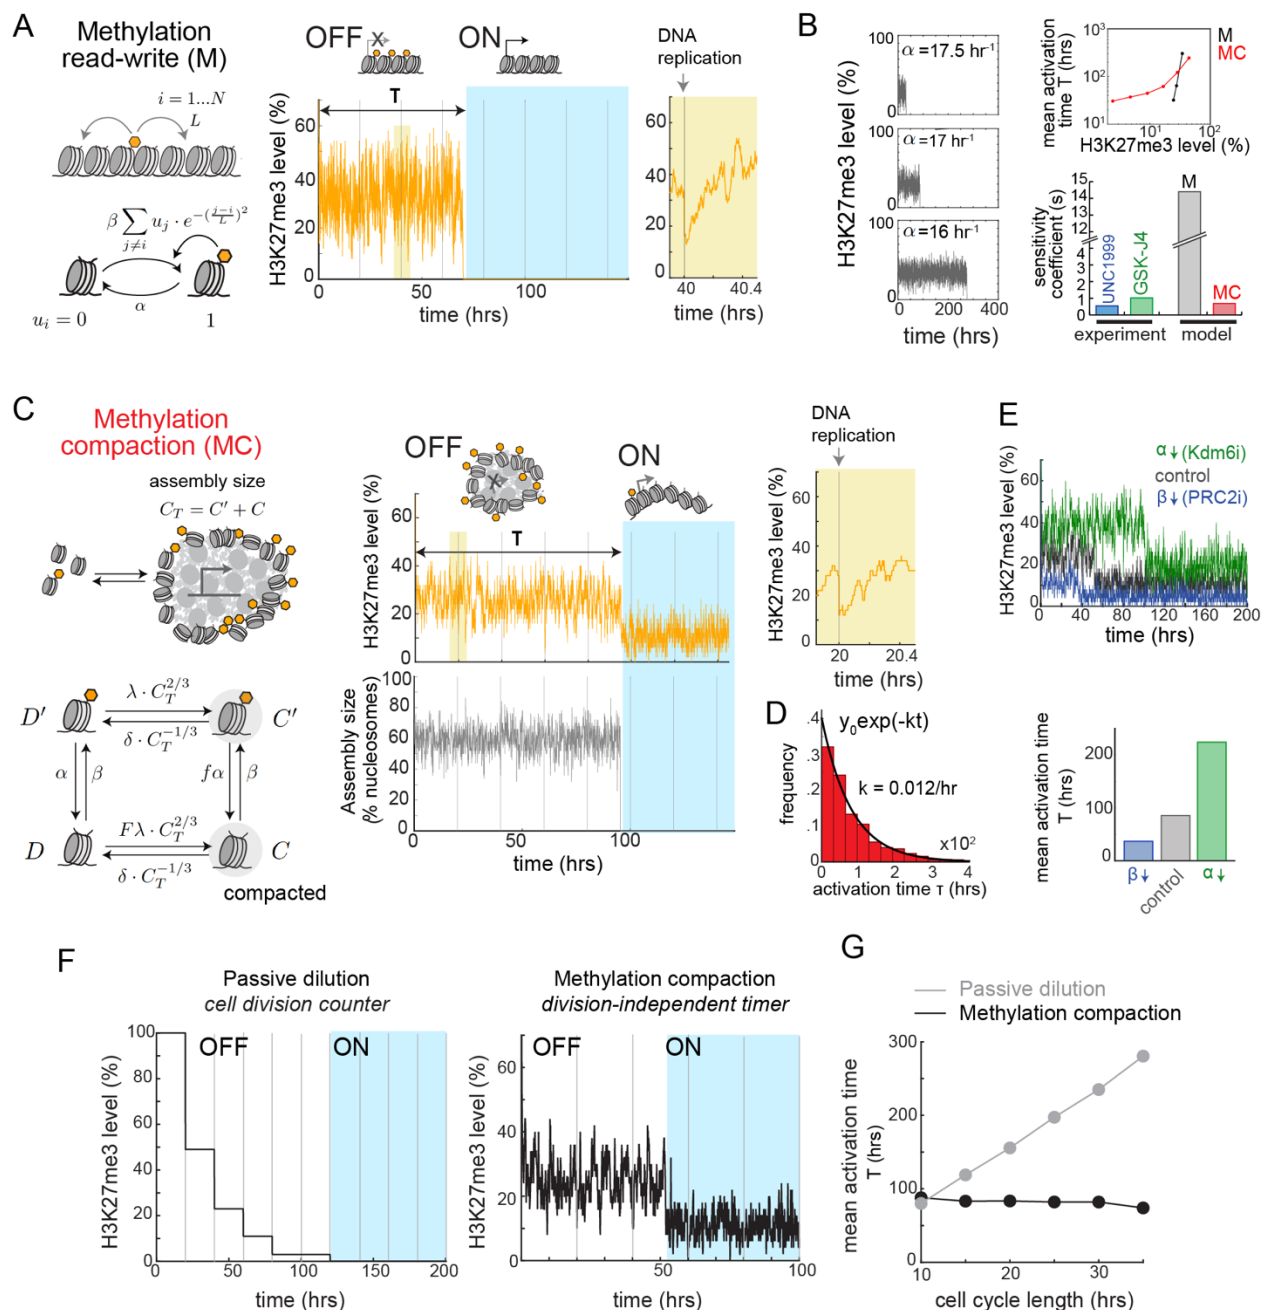 A
Methylation
read-write (M)
i = 1...N
L
β ∑ u_j · e^{-((j-i)/L)^2}
j≠i
α
u_i = 0
1
OFF
ON
T
H3K27me3 level (%)
60
40
20
0
0
50
100
time (hrs)
DNA
replication
60
40
20
0
40
40.4
time (hrs)
B
100
α = 17.5 hr⁻¹
0
100
α = 17 hr⁻¹
0
100
α = 16 hr⁻¹
0
H3K27me3 level (%)
0
200
400
time (hrs)
mean activation
time T (hrs)
10³
10²
10¹
10¹
10²
H3K27me3 level (%)
M
MC
sensitivity
coefficient (s)
15
14
13
12
5
4
3
2
1
0
UNC1999
GSK-J4
M
MC
experiment
model
C
Methylation
compaction (MC)
assembly size
C_T = C' + C
D'
λ · C_T^{2/3}
δ · C_T^{-1/3}
C'
α
β
fα
β
D
Fλ · C_T^{2/3}
δ · C_T^{-1/3}
C
compacted
OFF
ON
T
H3K27me3 level (%)
60
40
20
0
Assembly size
(% nucleosomes)
100
80
60
40
20
0
0
50
100
time (hrs)
DNA
replication
H3K27me3 level (%)
60
40
20
0
20
20.4
time (hrs)
D
y₀exp(-kt)
k = 0.012/hr
frequency
.4
.3
.2
.1
0
x10²
0
1
2
3
4
activation time τ (hrs)
E
α↓ (Kdm6i)
control
β↓ (PRC2i)
H3K27me3 level (%)
60
40
20
0
0
40
80
120
160
200
time (hrs)
mean activation time
T (hrs)
200
100
0
β↓
control
α↓
F
Passive dilution
cell division counter
OFF
ON
H3K27me3 level (%)
100
80
60
40
20
0
0
50
100
150
200
time (hrs)
Methylation compaction
division-independent timer
OFF
ON
H3K27me3 level (%)
60
40
20
0
0
50
100
time (hrs)
G
Passive dilution
Methylation compaction
mean activation time
T (hrs)
300
200
100
0
10
20
30
cell cycle length (hrs)